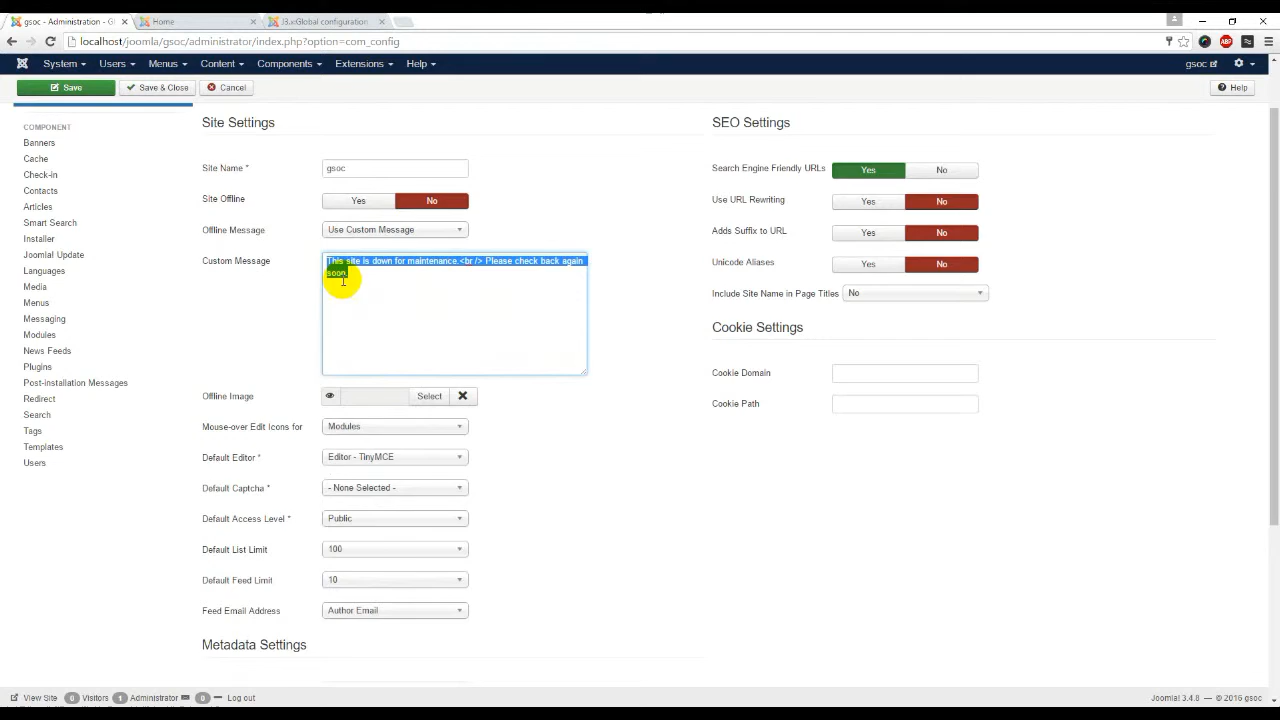 gsoc - Administration - Gl
Home
J3.x:Global configuration
localhost/joomla/gsoc/administrator/index.php?option=com_config
ABP
System Users Menus Content Components Extensions Help
gsoc
Save
Save & Close
Cancel
Help
COMPONENT
Banners
Cache
Check-in
Contacts
Articles
Smart Search
Installer
Joomla! Update
Languages
Media
Menus
Messaging
Modules
News Feeds
Plugins
Post-installation Messages
Redirect
Search
Tags
Templates
Users
Site Settings
Site Name * gsoc
Site Offline Yes No
Offline Message Use Custom Message
Custom Message This site is down for maintenance.<br /> Please check back again
soon.
Offline Image Select
Mouse-over Edit Icons for Modules
Default Editor * Editor - TinyMCE
Default Captcha * - None Selected -
Default Access Level * Public
Default List Limit 100
Default Feed Limit 10
Feed Email Address Author Email
Metadata Settings
SEO Settings
Search Engine Friendly URLs Yes No
Use URL Rewriting Yes No
Adds Suffix to URL Yes No
Unicode Aliases Yes No
Include Site Name in Page Titles No
Cookie Settings
Cookie Domain
Cookie Path
View Site 0 Visitors 1 Administrator 0 Log out
Joomla! 3.4.8 — © 2016 gsoc